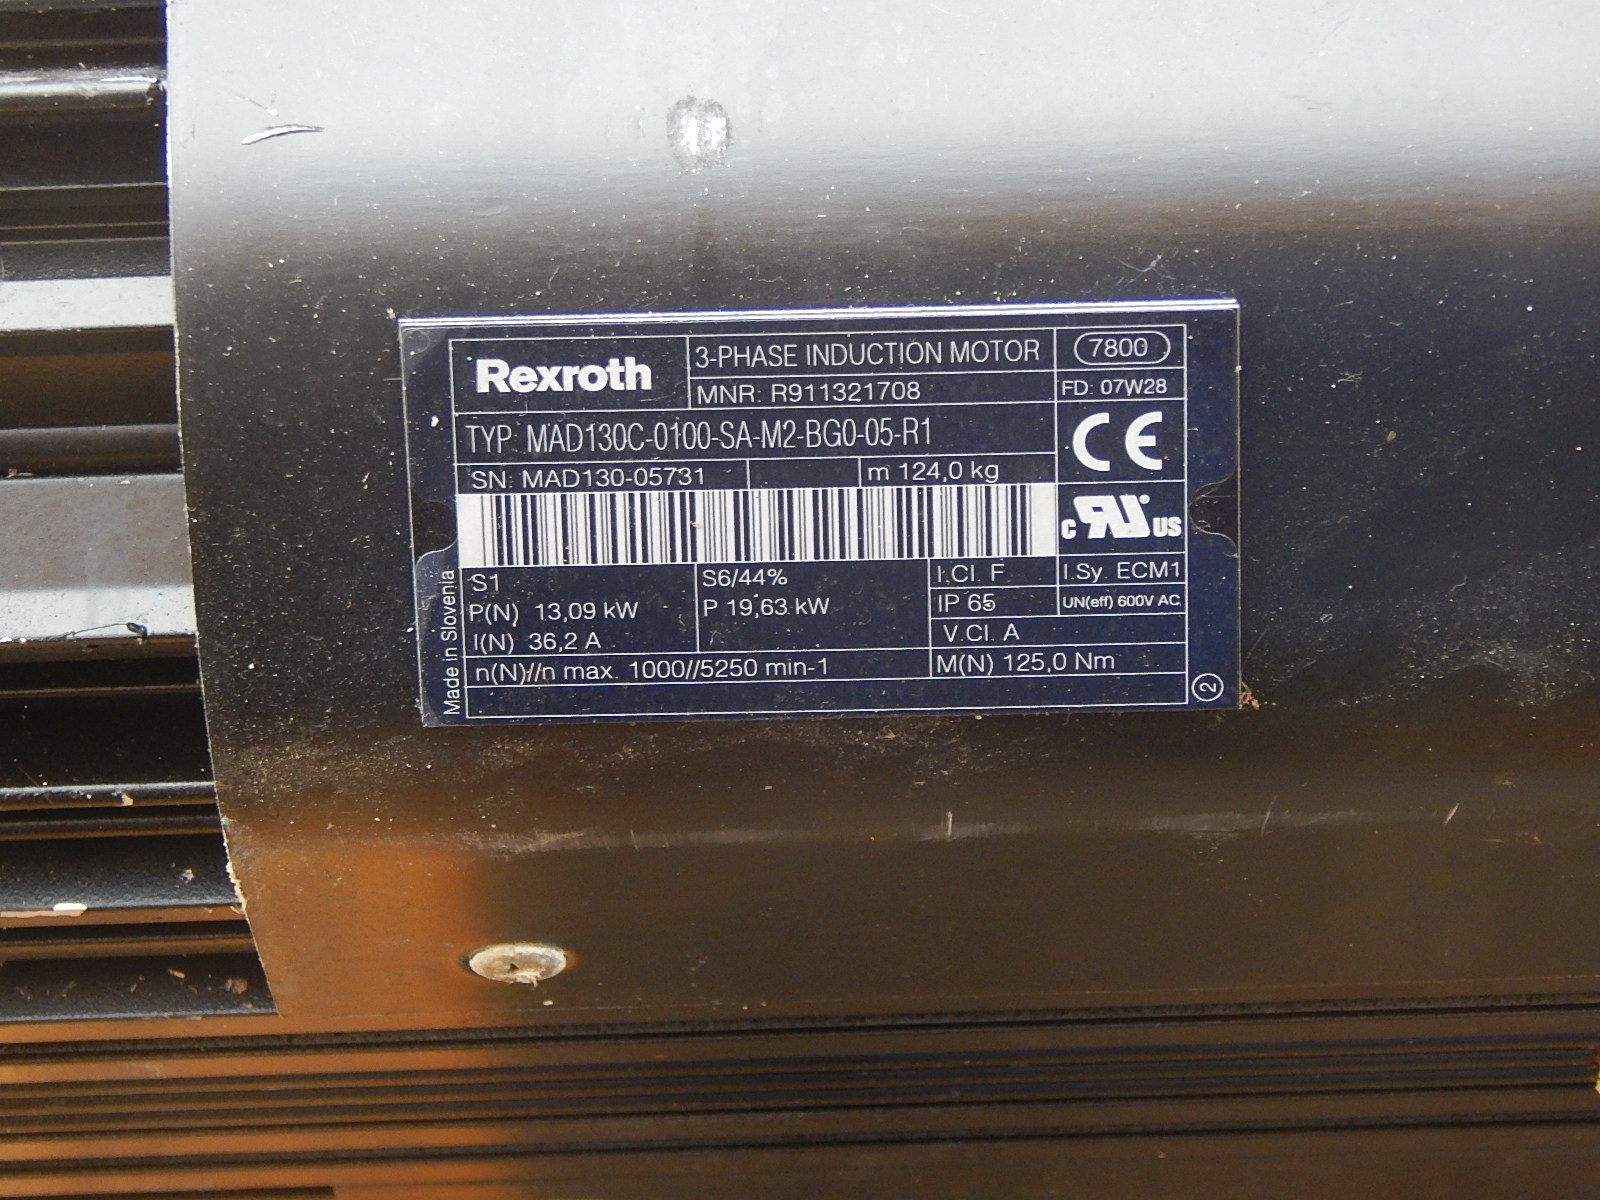 Rexroth
3-PHASE INDUCTION MOTOR
7800
MNR: R911321708
FD: 07W28
TYP: MAD130C-0100-SA-M2-BG0-05-R1
CE
SN: MAD130-05731
m 124,0 kg
c RU US
Made in Slovenia
S1
S6/44%
I.Cl. F
I.Sy. ECM1
P(N) 13,09 kW
P 19,63 kW
IP 65
UN(eff) 600V AC
I(N) 36,2 A
V.Cl. A
n(N)//n max. 1000//5250 min-1
M(N) 125,0 Nm
2